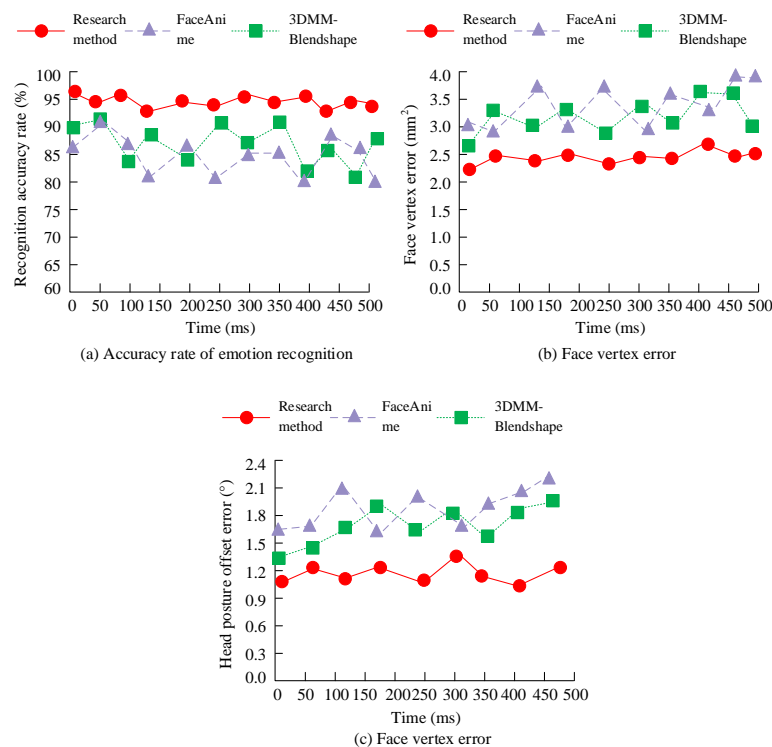 Research method
FaceAni me
3DMM- Blendshape
Research method
FaceAni me
3DMM- Blendshape
Recognition accuracy rate (%)
100
95
90
85
80
75
70
65
60
0 50 100 150 200 250 300 350 400 450 500
Time (ms)
(a) Accuracy rate of emotion recognition
Face vertex error (mm²)
4.0
3.5
3.0
2.5
2.0
1.5
1.0
0.5
0.0
0 50 100 150 200 250 300 350 400 450 500
Time (ms)
(b) Face vertex error
Research method
FaceAni me
3DMM- Blendshape
Head posture offset error (°)
2.4
2.1
1.8
1.5
1.2
0.9
0.6
0.3
0.0
0 50 100 150 200 250 300 350 400 450 500
Time (ms)
(c) Face vertex error